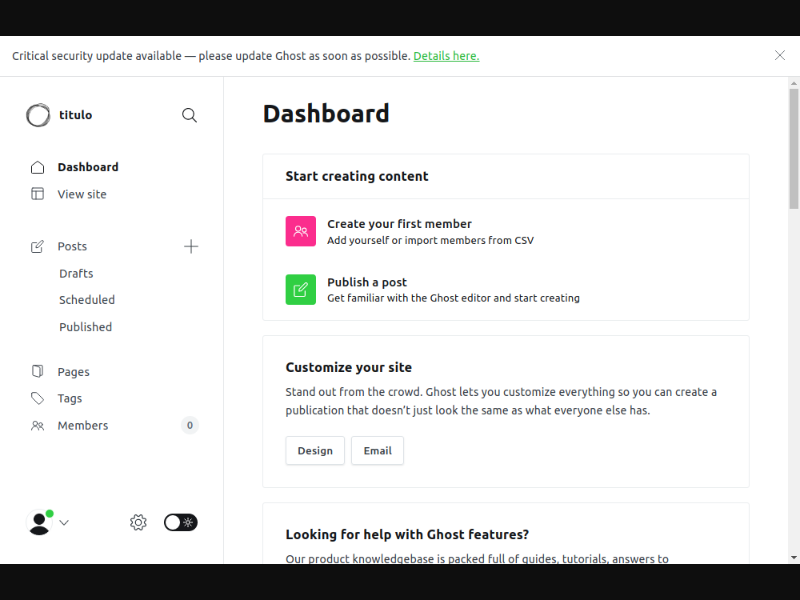 Critical security update available — please update Ghost as soon as possible. Details here.
titulo
Dashboard
View site
Posts
Drafts
Scheduled
Published
Pages
Tags
Members 0
Dashboard
Start creating content
Create your first member
Add yourself or import members from CSV
Publish a post
Get familiar with the Ghost editor and start creating
Customize your site
Stand out from the crowd. Ghost lets you customize everything so you can create a
publication that doesn’t just look the same as what everyone else has.
Design Email
Looking for help with Ghost features?
Our product knowledgebase is packed full of guides, tutorials, answers to